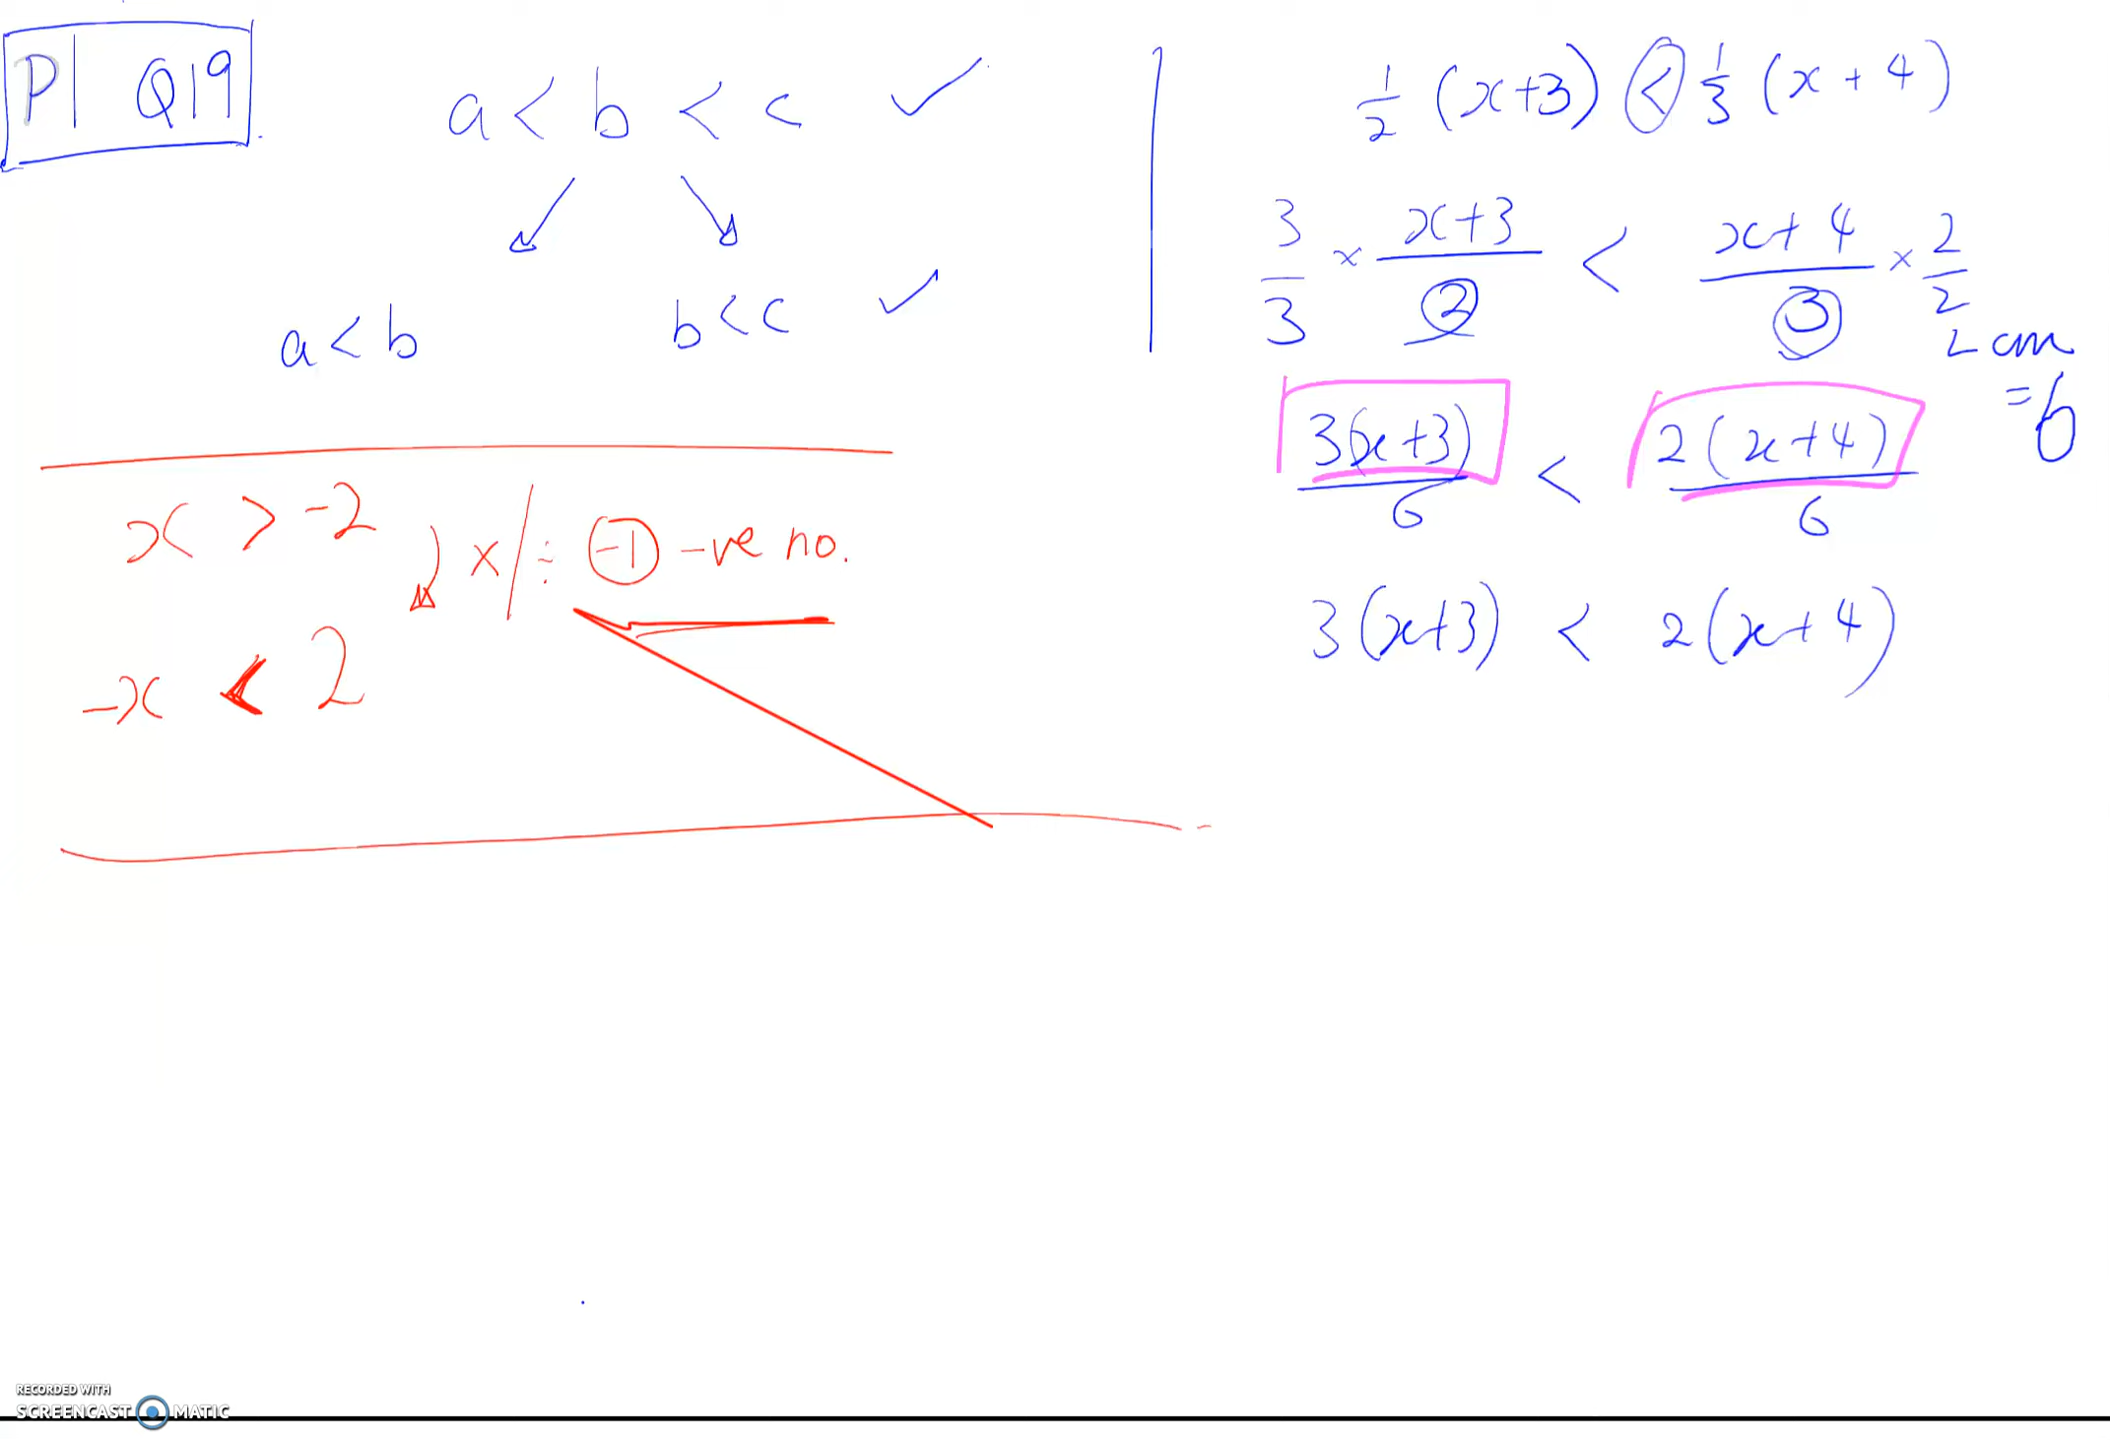 P1 Q19
a < b < c ✓
a < b
b < c ✓
x > -2
×/÷ (-1) -ve no.
-x < 2
1/2 (x+3) < 1/3 (x+4)
3/3 × (x+3)/2 < (x+4)/3 × 2/2
= 6
3(x+3)/6 < 2(x+4)/6
3(x+3) < 2(x+4)
RECORDED WITH
SCREENCAST MATIC